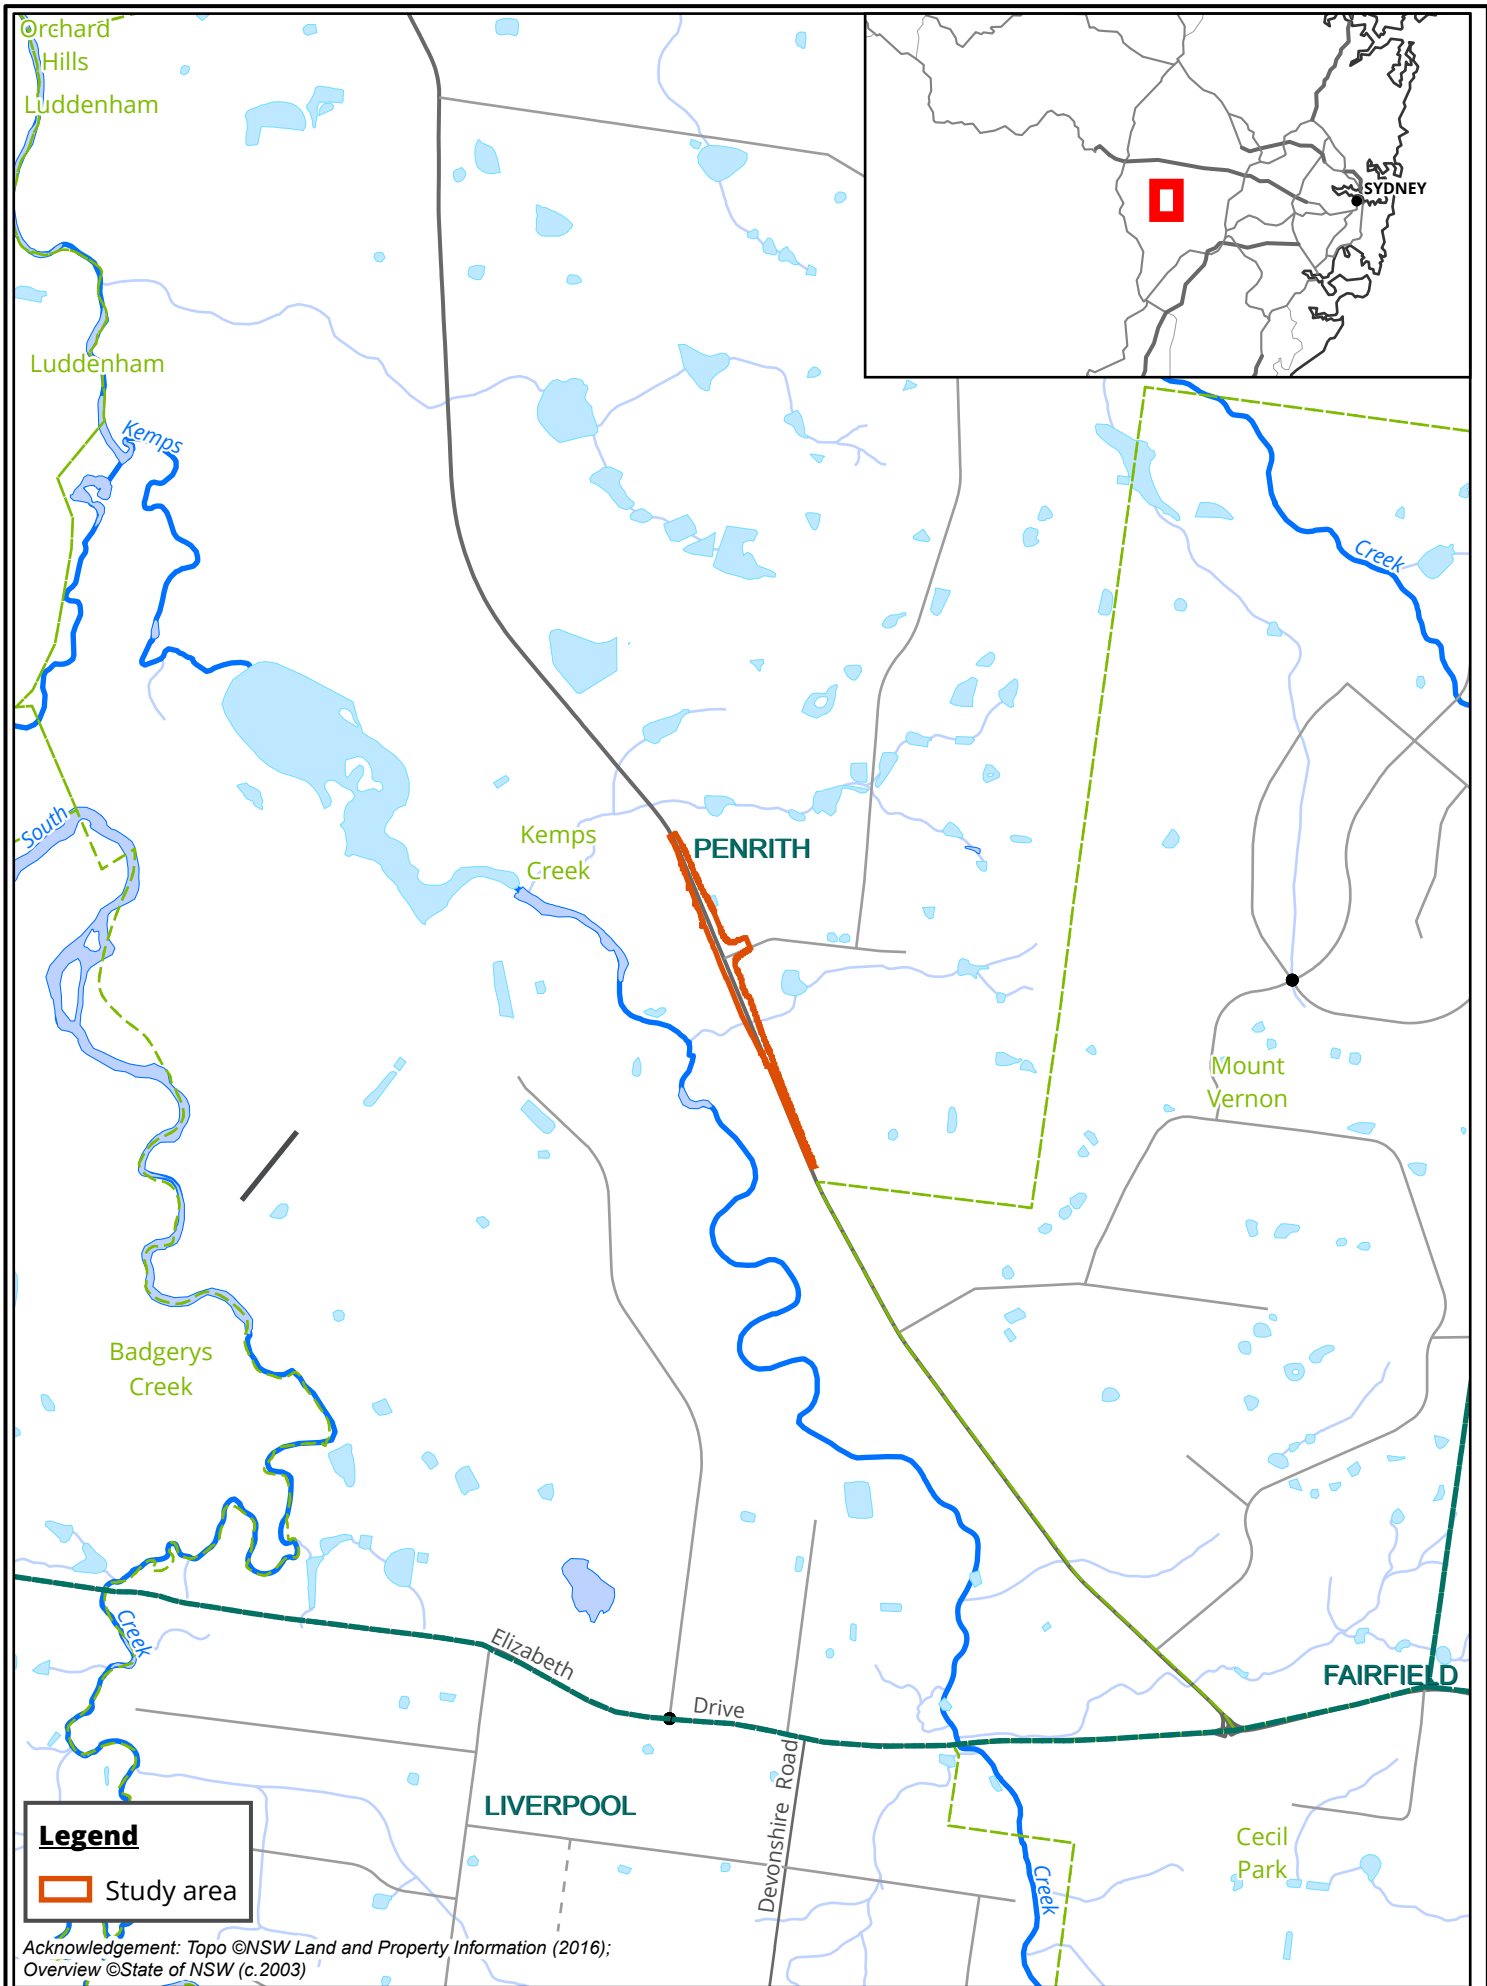 Orchard
Hills
Luddenham
SYDNEY
Luddenham
Kemps
Creek
South
Kemps
Creek
PENRITH
Mount
Vernon
Badgerys
Creek
Creek
Elizabeth
Drive
FAIRFIELD
Devonshire Road
LIVERPOOL
Cecil
Park
Creek
Legend
Study area
Acknowledgement: Topo ©NSW Land and Property Information (2016);
Overview ©State of NSW (c.2003)